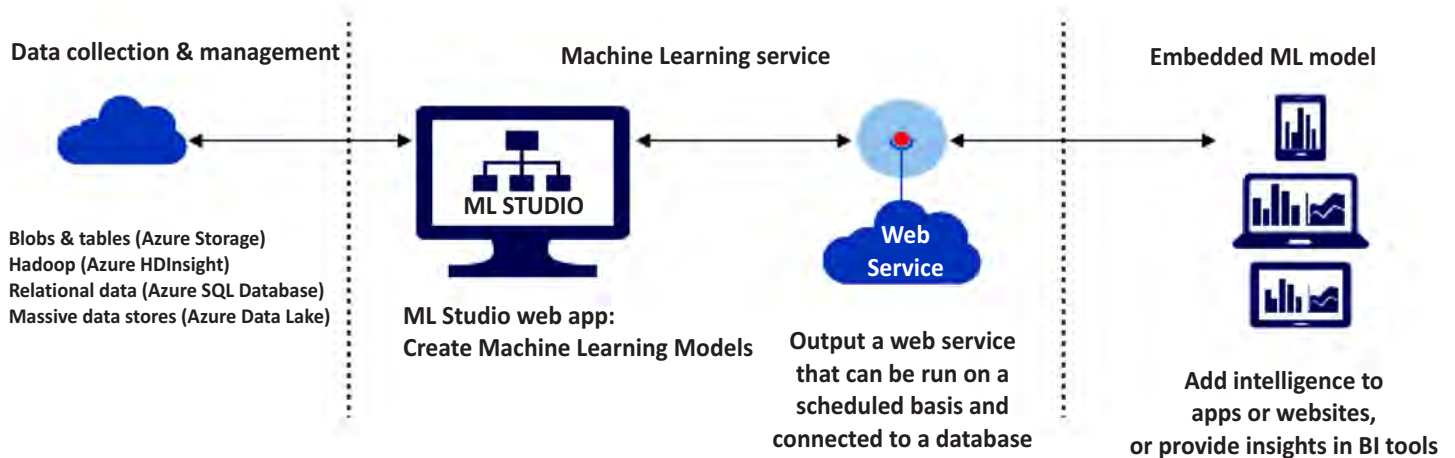 Data collection & management
Machine Learning service
Embedded ML model
ML STUDIO
Web
Service
Blobs & tables (Azure Storage)
Hadoop (Azure HDInsight)
Relational data (Azure SQL Database)
Massive data stores (Azure Data Lake)
ML Studio web app:
Create Machine Learning Models
Output a web service
that can be run on a
scheduled basis and
connected to a database
Add intelligence to
apps or websites,
or provide insights in BI tools